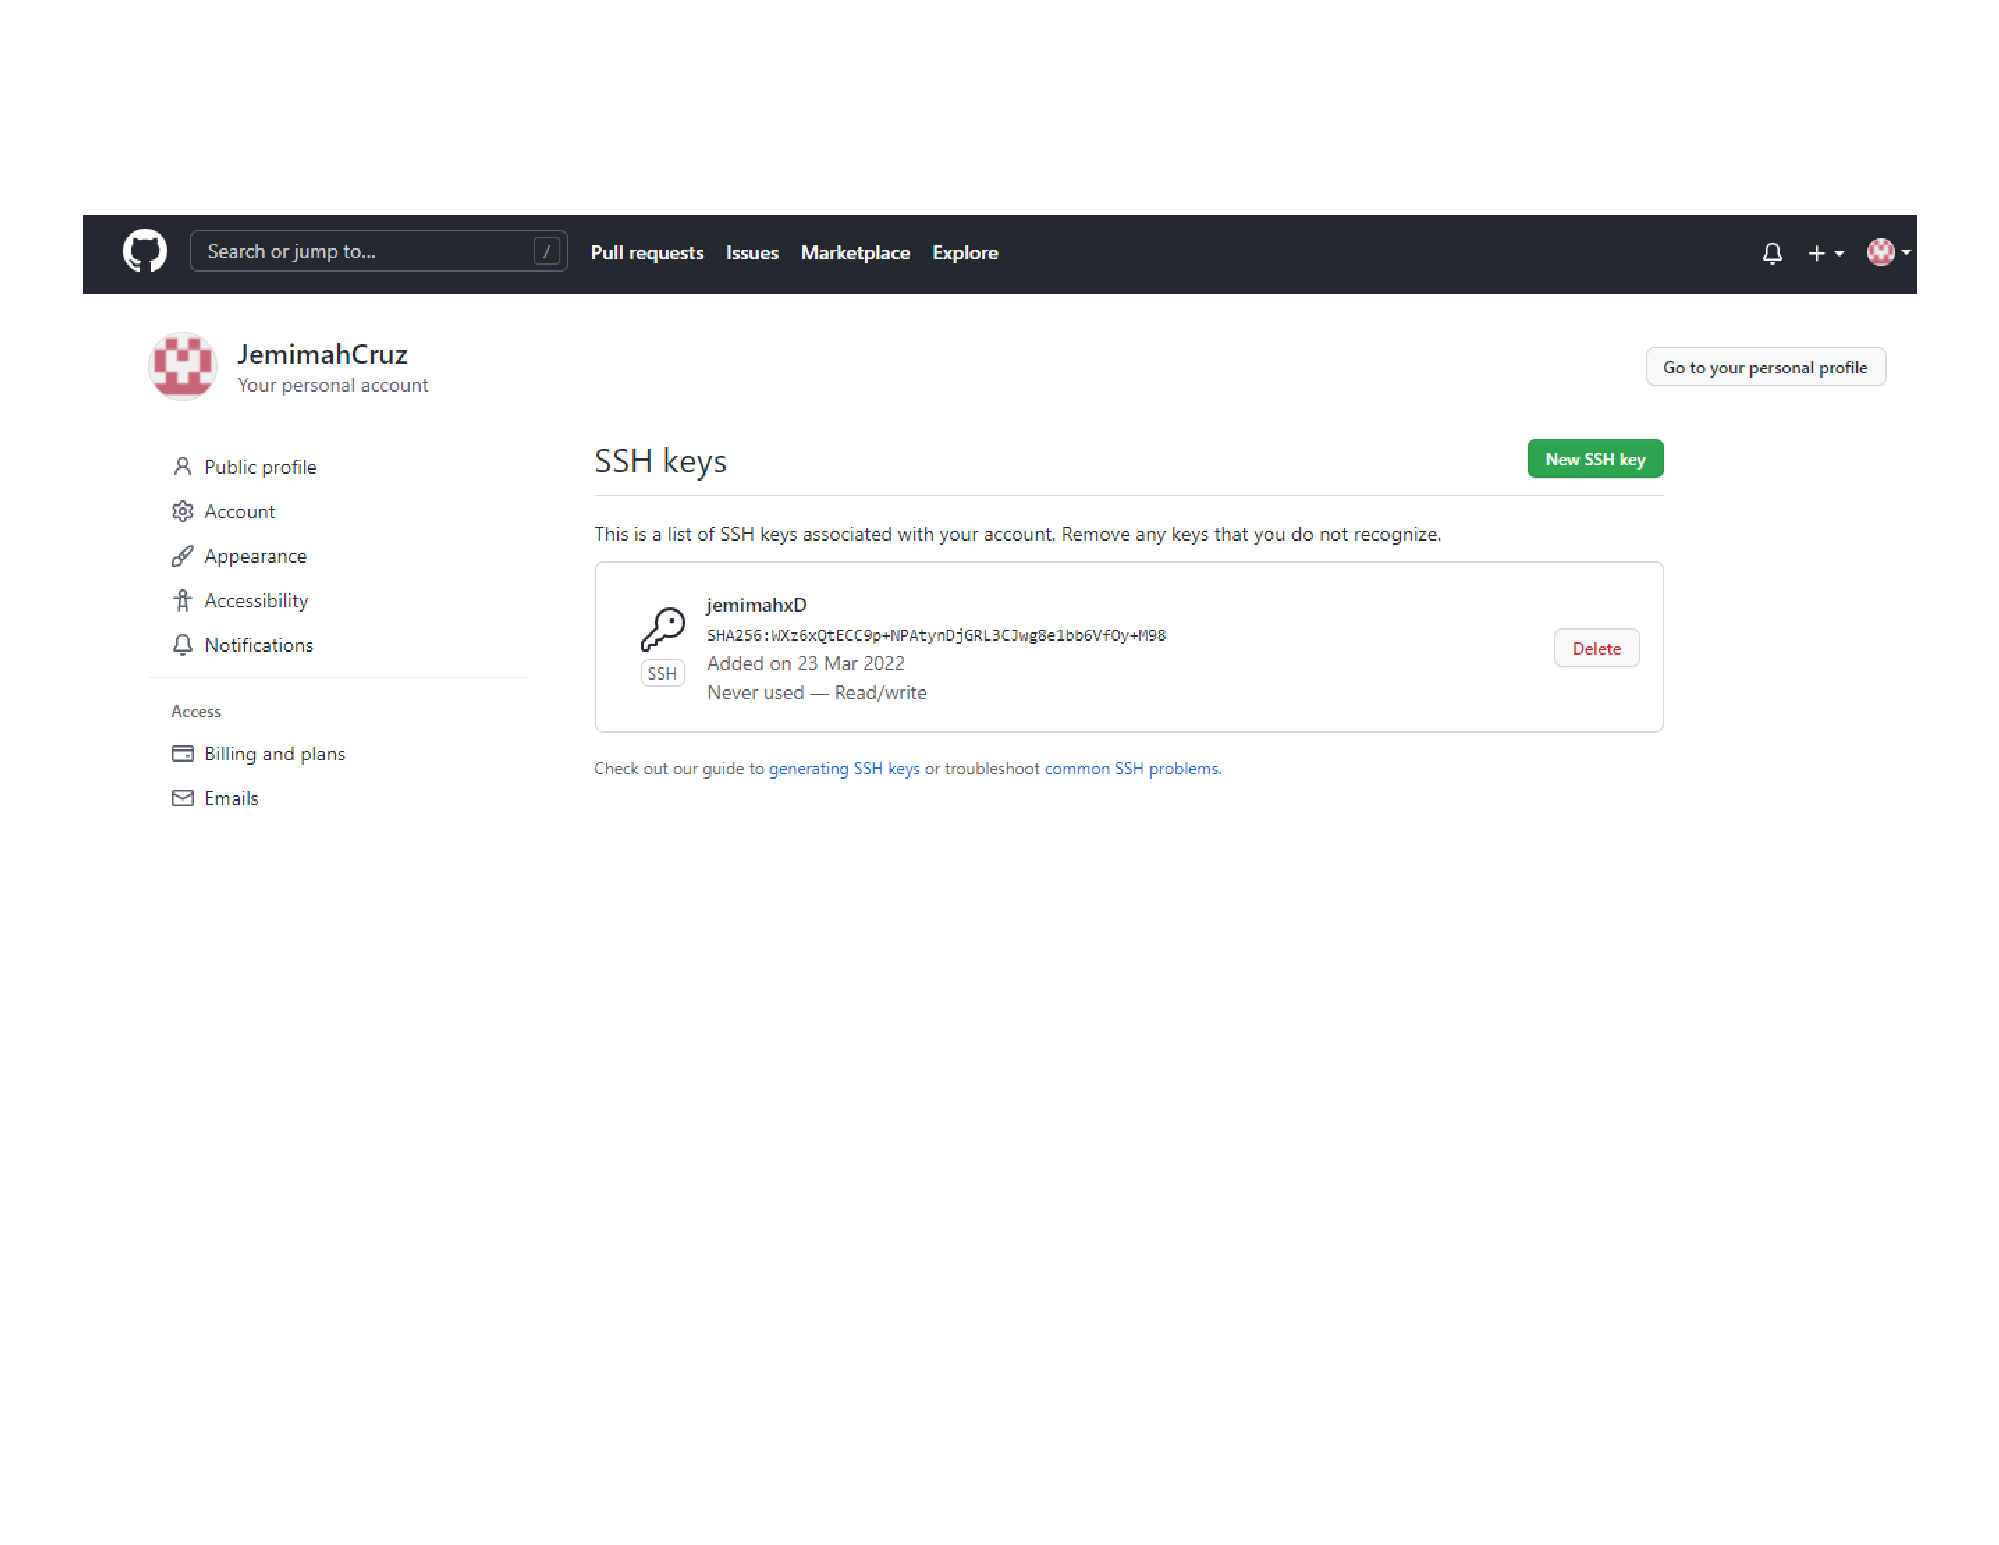 Search or jump to... /
Pull requests Issues Marketplace Explore
JemimahCruz
Your personal account
Go to your personal profile
Public profile
Account
Appearance
Accessibility
Notifications
Access
Billing and plans
Emails
SSH keys
New SSH key
This is a list of SSH keys associated with your account. Remove any keys that you do not recognize.
jemimahxD
SHA256:WXz6xQtECC9p+NPAtynDjGRL3CJwg8e1bb6VfOy+M98
Added on 23 Mar 2022
Never used — Read/write
SSH
Delete
Check out our guide to generating SSH keys or troubleshoot common SSH problems.